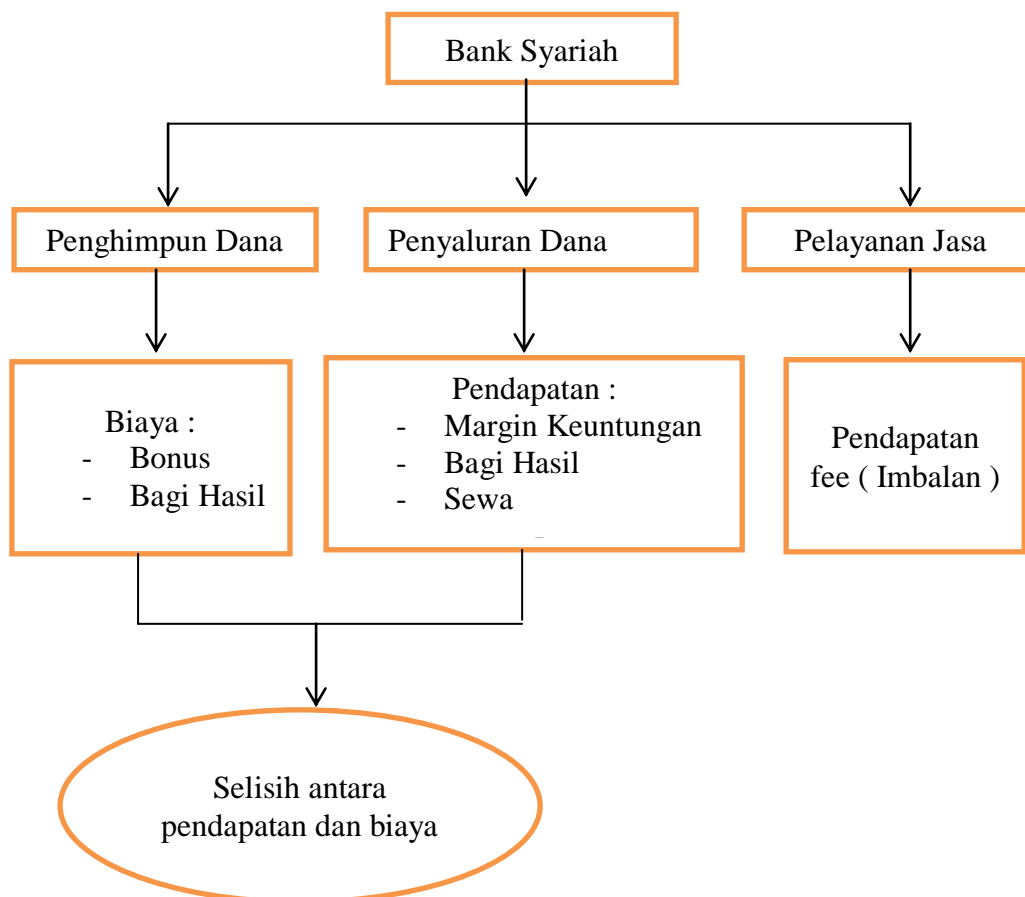 Bank Syariah
Penghimpun Dana
Penyaluran Dana
Pelayanan Jasa
Biaya :
- Bonus
- Bagi Hasil
Pendapatan :
- Margin Keuntungan
- Bagi Hasil
- Sewa
Pendapatan
fee ( Imbalan )
Selisih antara
pendapatan dan biaya